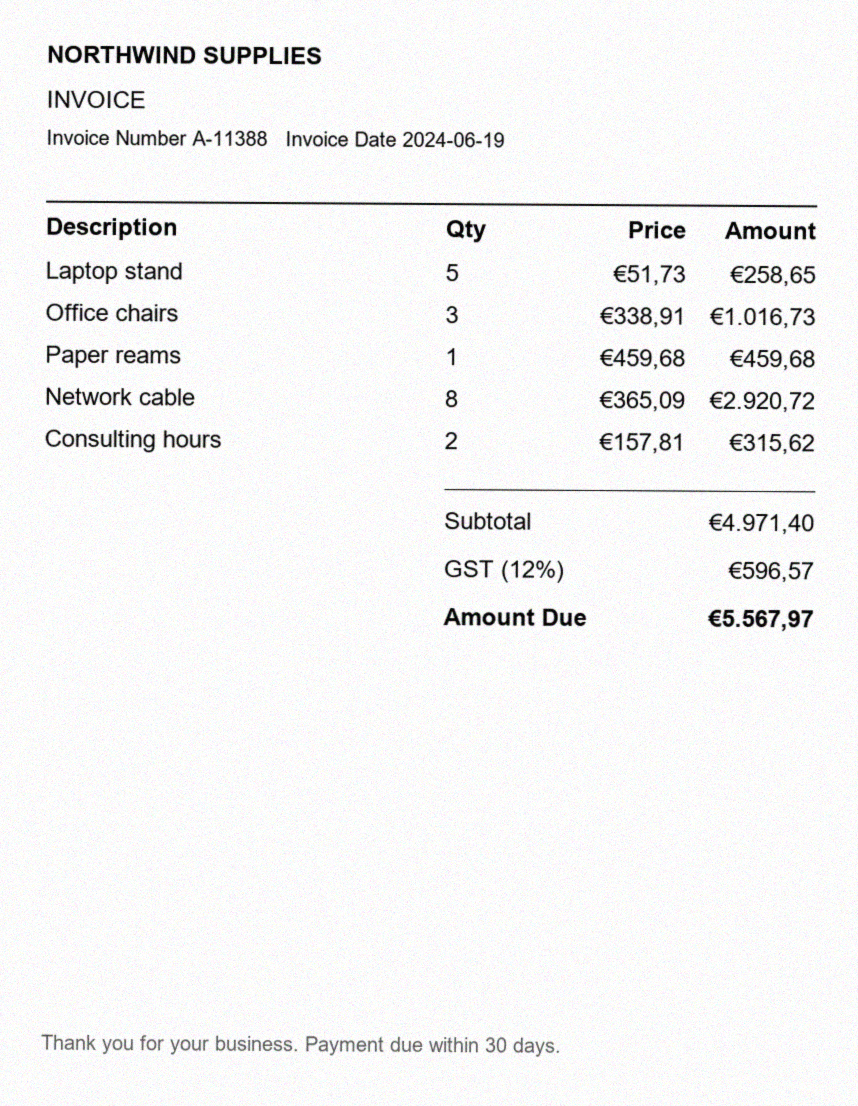 NORTHWIND SUPPLIES
INVOICE
Invoice Number A-11388 Invoice Date 2024-06-19
Description Qty Price Amount
Laptop stand 5 €51,73 €258,65
Office chairs 3 €338,91 €1.016,73
Paper reams 1 €459,68 €459,68
Network cable 8 €365,09 €2.920,72
Consulting hours 2 €157,81 €315,62
Subtotal €4.971,40
GST (12%) €596,57
Amount Due €5.567,97
Thank you for your business. Payment due within 30 days.